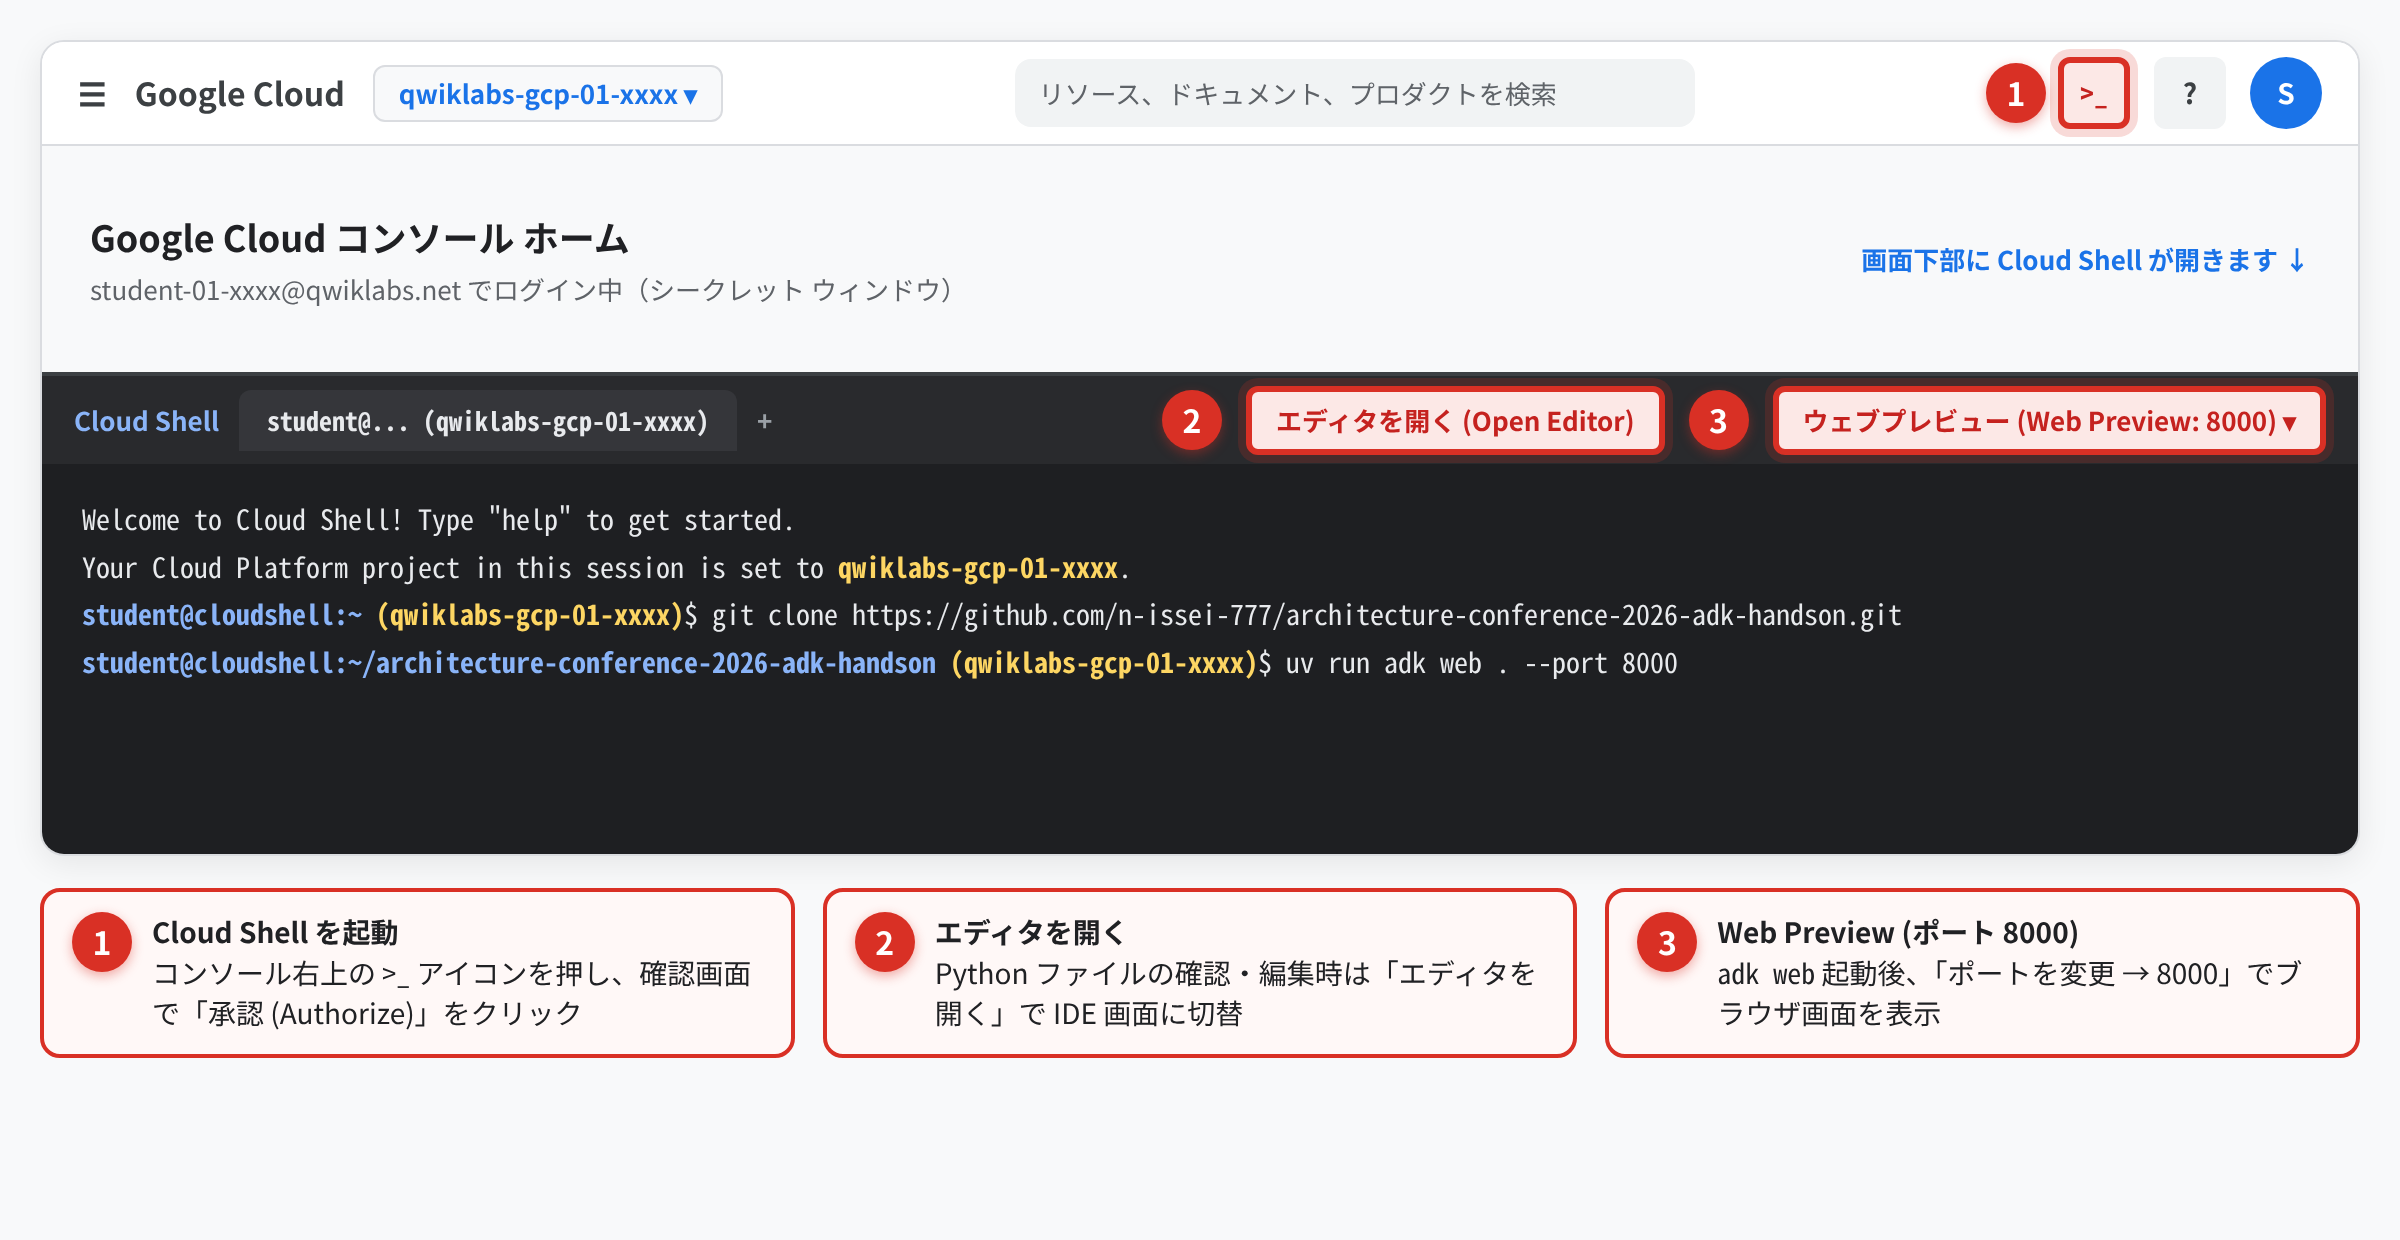 ☰ Google Cloud qwiklabs-gcp-01-xxxx ▾ リソース、ドキュメント、プロダクトを検索 1 >_ ? S
Google Cloud コンソール ホーム
student-01-xxxx@qwiklabs.net でログイン中（シークレット ウィンドウ）
画面下部に Cloud Shell が開きます ↓
Cloud Shell student@... (qwiklabs-gcp-01-xxxx) + 2 エディタを開く (Open Editor) 3 ウェブプレビュー (Web Preview: 8000) ▾
Welcome to Cloud Shell! Type "help" to get started.
Your Cloud Platform project in this session is set to qwiklabs-gcp-01-xxxx.
student@cloudshell:~ (qwiklabs-gcp-01-xxxx)$ git clone https://github.com/n-issei-777/architecture-conference-2026-adk-handson.git
student@cloudshell:~/architecture-conference-2026-adk-handson (qwiklabs-gcp-01-xxxx)$ uv run adk web . --port 8000
1 Cloud Shell を起動
コンソール右上の >_ アイコンを押し、確認画面
で「承認 (Authorize)」をクリック
2 エディタを開く
Python ファイルの確認・編集時は「エディタを
開く」で IDE 画面に切替
3 Web Preview (ポート 8000)
adk web 起動後、「ポートを変更 → 8000」でブ
ラウザ画面を表示